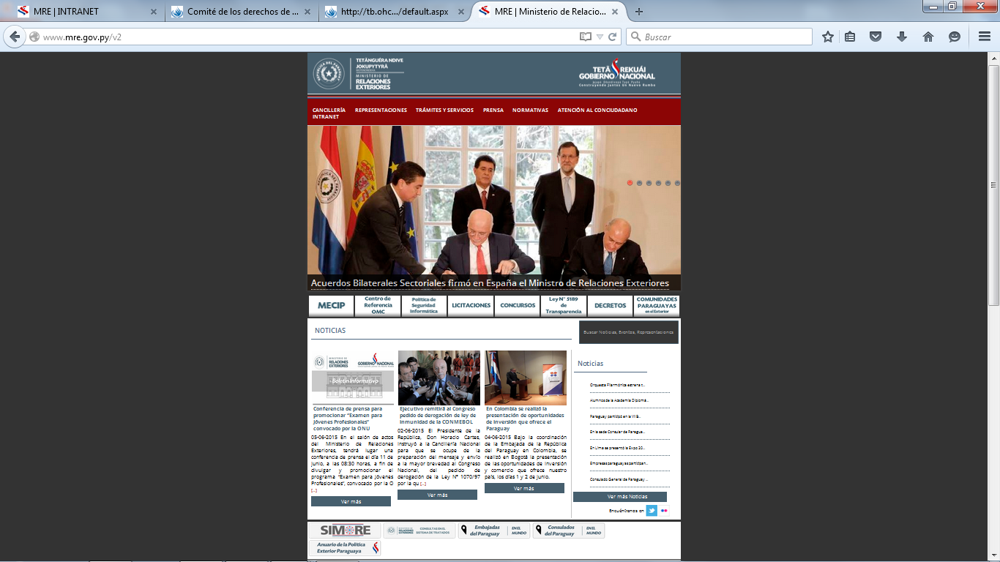 MRE | INTRANET
Comité de los derechos de ...
http://tb.ohc.../default.aspx
MRE | Ministerio de Relacio...
www.mre.gov.py/v2
Buscar
TETÃNGUÉRA NDIVE
JOKUPYTYRÃ
MINISTERIO DE
RELACIONES
EXTERIORES
TETÃ REKUÁI
GOBIERNO NACIONAL
Construyendo Juntos Un Nuevo Rumbo
CANCILLERÍA REPRESENTACIONES TRÁMITES Y SERVICIOS PRENSA NORMATIVAS ATENCIÓN AL CONCIUDADANO
INTRANET
Acuerdos Bilaterales Sectoriales firmó en España el Ministro de Relaciones Exteriores
MECIP
Centro de
Referencia
OMC
Política de
Seguridad
Informática
LICITACIONES
CONCURSOS
Ley N° 5189
de
Transparencia
DECRETOS
COMUNIDADES
PARAGUAYAS
en el Exterior
NOTICIAS
Buscar Noticias, Eventos, Representaciones
MINISTERIO DE
RELACIONES
EXTERIORES
GOBIERNO NACIONAL
Boletín Informativo
Conferencia de prensa para
promocionar "Examen para
Jóvenes Profesionales"
convocado por la ONU
05-06-2015 En el salón de actos
del Ministerio de Relaciones
Exteriores, tendrá lugar una
conferencia de prensa el día 11 de
junio, a las 08:30 horas, a fin de
divulgar y promocionar el
programa "Examen para Jóvenes
Profesionales", convocado por la O
[...]
Ver más
Ejecutivo remitirá al Congreso
pedido de derogación de ley de
inmunidad de la CONMEBOL
02-06-2015 El Presidente de la
República, Don Horacio Cartes,
instruyó a la Cancillería Nacional
para que se ocupe de la
preparación del mensaje y envío
a la mayor brevedad al Congreso
Nacional, del pedido de
derogación de la Ley Nº 1070/97
por la qu [...]
Ver más
En Colombia se realizó la
presentación de oportunidades
de inversión que ofrece el
Paraguay
04-06-2015 Bajo la coordinación
de la Embajada de la República
del Paraguay en Colombia, se
realizó en Bogotá la presentación
de las oportunidades de inversión
y comercio que ofrece nuestro
país, los días 1 y 2 de junio.
Ver más
Noticias
Orquesta Filarmónica estrena t...
Alumnos de la Academia Diplomá...
Paraguay participó en la VII B...
En la sede Consular de Paragua...
En Lima se presentó la Expo 20...
Empresas paraguayas participan...
Consulado General de Paraguay ...
Ver más Noticias
Encuéntranos en
SIMORE
MINISTERIO DE
RELACIONES
EXTERIORES
CONSULTAS EN EL
SISTEMA DE TRATADOS
Embajadas
del Paraguay
EN EL
MUNDO
Consulados
del Paraguay
EN EL
MUNDO
Anuario de la Política
Exterior Paraguaya